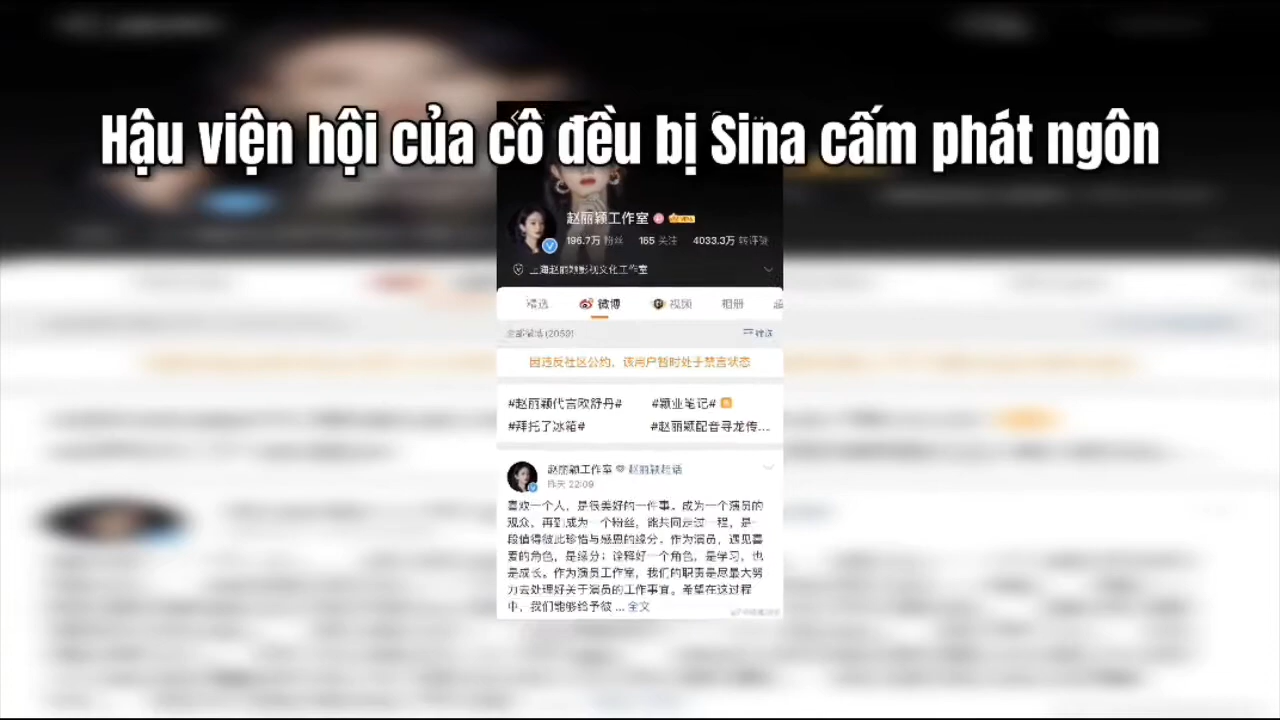 Hậu viện hội của cô đều bị Sina cấm phát ngôn
赵丽颖工作室
196.7万 粉丝 165 关注 4033.3万 转评赞
上海赵丽颖影视文化工作室
精选 微博 视频 相册 超
全部微博 (2059) 筛选
因违反社区公约，该用户暂时处于禁言状态
#赵丽颖代言欧舒丹# #颖业笔记#
#拜托了冰箱# #赵丽颖配音寻龙传...
赵丽颖工作室 赵丽颖超话
昨天 22:09
喜欢一个人，是很美好的一件事。成为一个演员的
观众，再到成为一个粉丝，能共同走过一程，是一
段值得彼此珍惜与感恩的缘分。作为演员，遇见喜
爱的角色，是缘分；诠释好一个角色，是学习，也
是成长。作为演员工作室，我们的职责是尽最大努
力去处理好关于演员的工作事宜。希望在这过程
中，我们能够给予彼 ... 全文